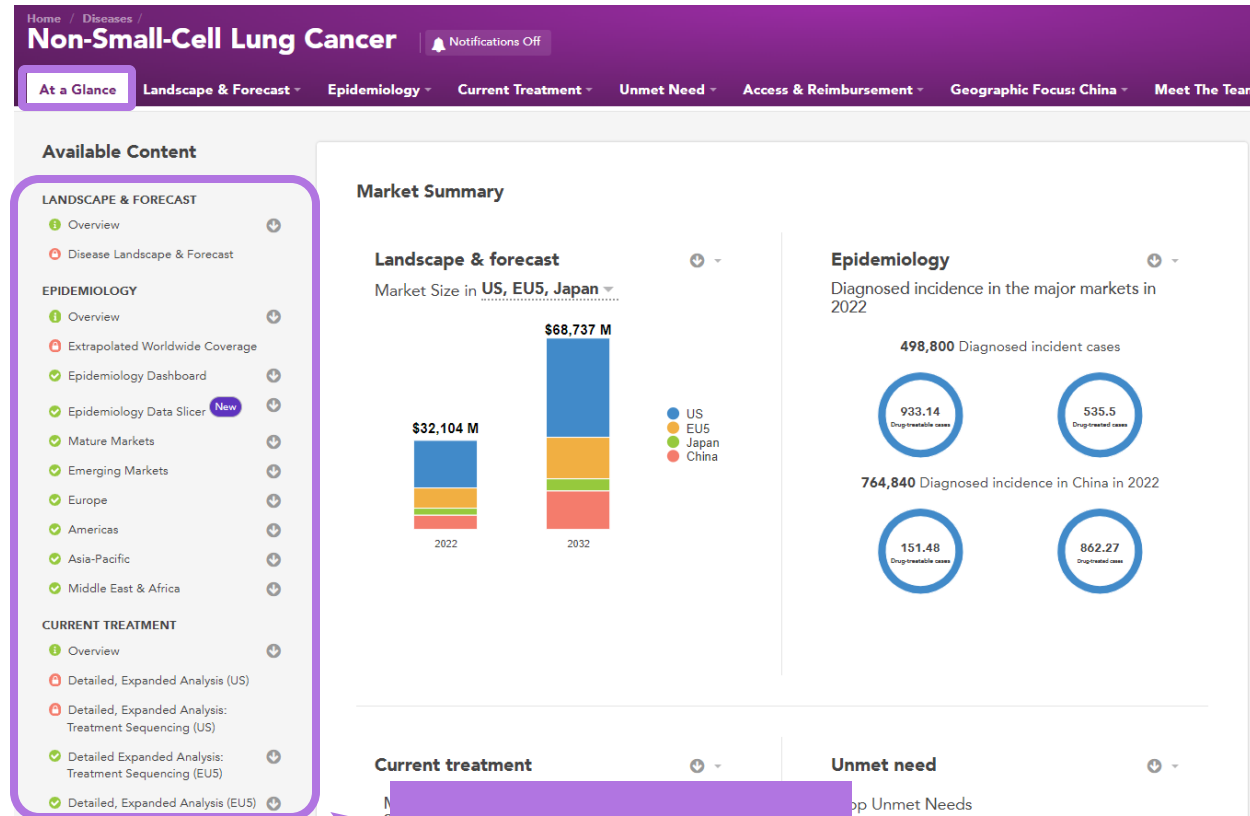 Home / Diseases /
Non-Small-Cell Lung Cancer
Notifications Off
At a Glance
Landscape & Forecast
Epidemiology
Current Treatment
Unmet Need
Access & Reimbursement
Geographic Focus: China
Meet The
Available Content
LANDSCAPE & FORECAST
Overview
Disease Landscape & Forecast
EPIDEMIOLOGY
Overview
Extrapolated Worldwide Coverage
Epidemiology Dashboard
Epidemiology Data Slicer New
Mature Markets
Emerging Markets
Europe
Americas
Asia-Pacific
Middle East & Africa
CURRENT TREATMENT
Overview
Detailed, Expanded Analysis (US)
Detailed, Expanded Analysis:
Treatment Sequencing (US)
Detailed Expanded Analysis:
Treatment Sequencing (EU5)
Detailed, Expanded Analysis (EU5)
Market Summary
Landscape & forecast
Market Size in US, EU5, Japan
$68,737 M
$32,104 M
US
EU5
Japan
China
2022
2032
Epidemiology
Diagnosed incidence in the major markets in
2022
498,800 Diagnosed incident cases
933.14
Drug-treatable cases
535.5
Drug-treated cases
764,840 Diagnosed incidence in China in 2022
151.48
Drug-treatable cases
862.27
Drug-treated cases
Current treatment
Unmet need
Unmet Needs